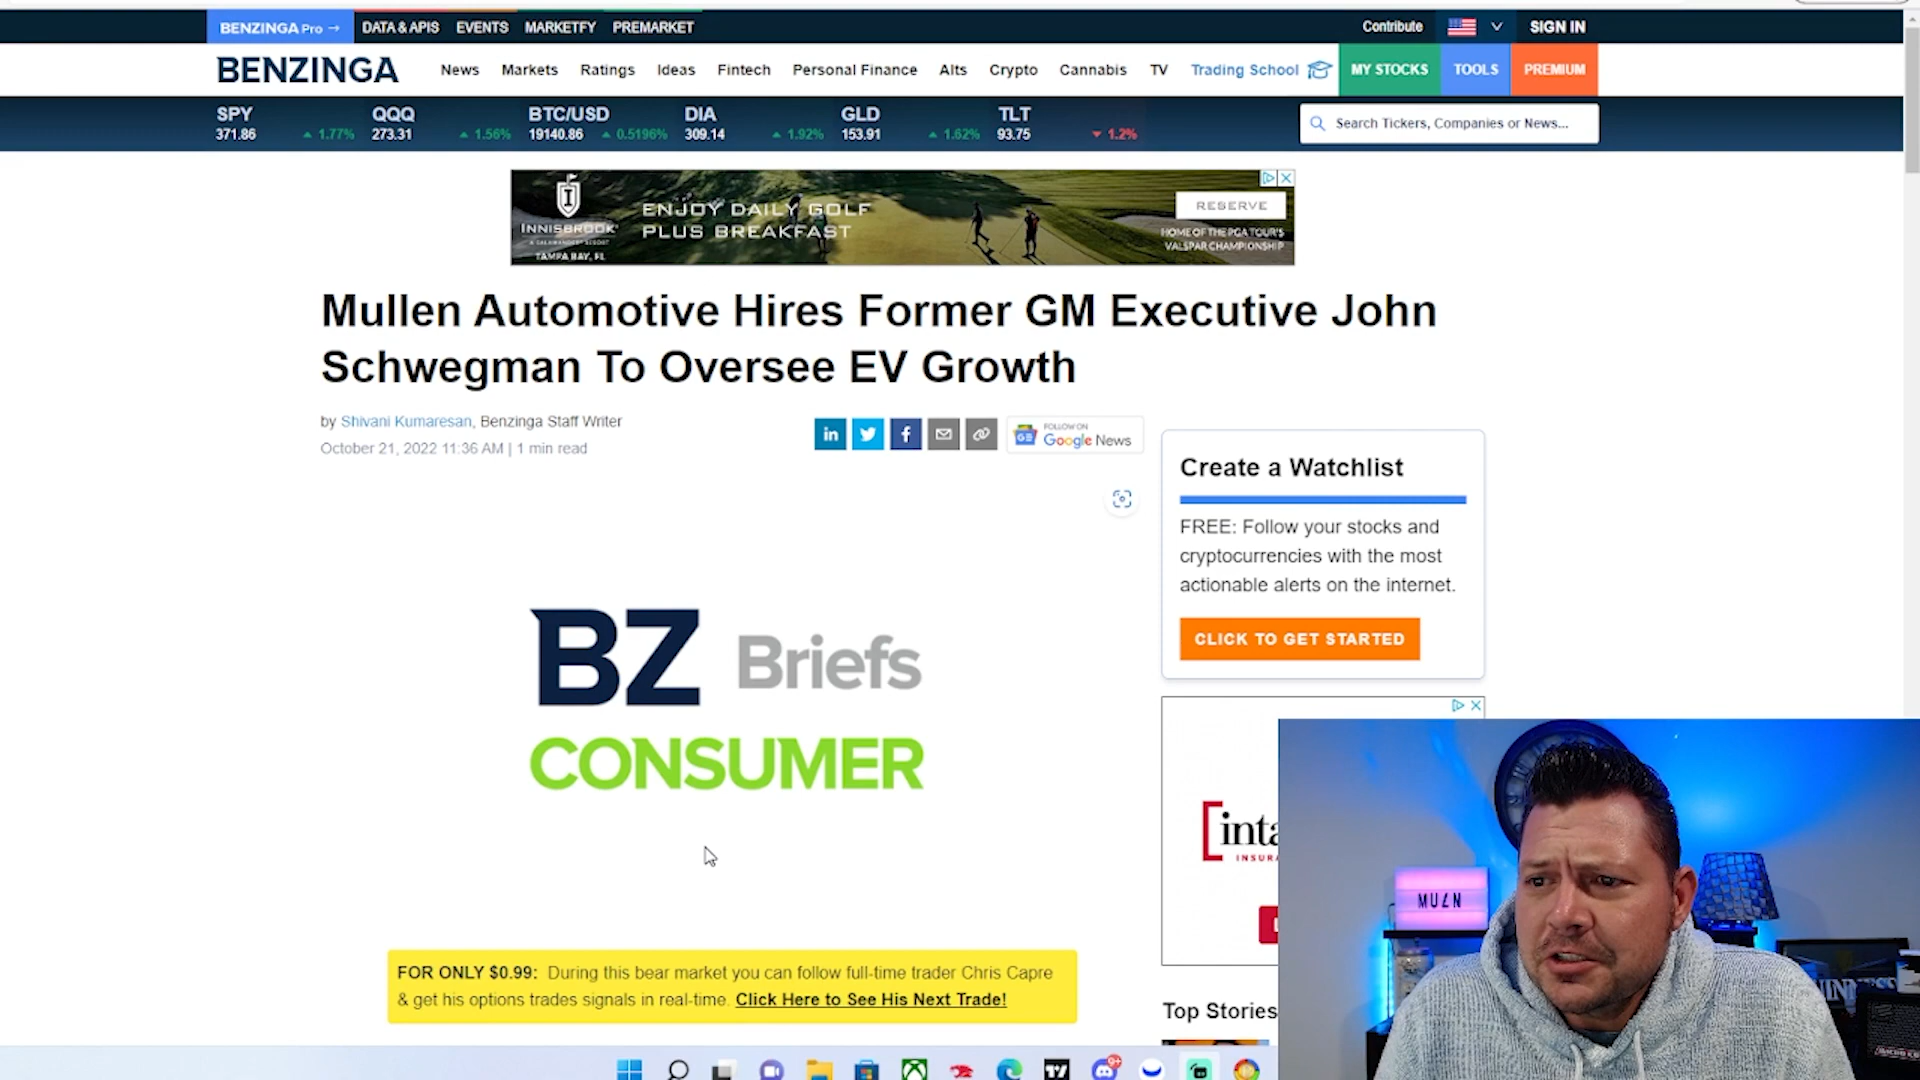 BENZINGA Pro → DATA & APIS EVENTS MARKETFY PREMARKET Contribute SIGN IN
BENZINGA News Markets Ratings Ideas Fintech Personal Finance Alts Crypto Cannabis TV Trading School MY STOCKS TOOLS PREMIUM
SPY QQQ BTC/USD DIA GLD TLT
371.86 ▲ 1.77% 273.31 ▲ 1.56% 19140.86 ▲ 0.5196% 309.14 ▲ 1.92% 153.91 ▲ 1.62% 93.75 ▼ 1.2%
Search Tickers, Companies or News...
INNISBROOK
A SALAMANDER RESORT
TAMPA BAY, FL
ENJOY DAILY GOLF
PLUS BREAKFAST
RESERVE
HOME OF THE PGA TOUR'S
VALSPAR CHAMPIONSHIP
Mullen Automotive Hires Former GM Executive John
Schwegman To Oversee EV Growth
by Shivani Kumaresan, Benzinga Staff Writer
October 21, 2022 11:36 AM | 1 min read
in f
FOLLOW ON
Google News
Create a Watchlist
FREE: Follow your stocks and
cryptocurrencies with the most
actionable alerts on the internet.
CLICK TO GET STARTED
BZ Briefs
CONSUMER
[inta
INSURA
MULN
FOR ONLY $0.99: During this bear market you can follow full-time trader Chris Capre
& get his options trades signals in real-time. Click Here to See His Next Trade!
Top Stories
9+